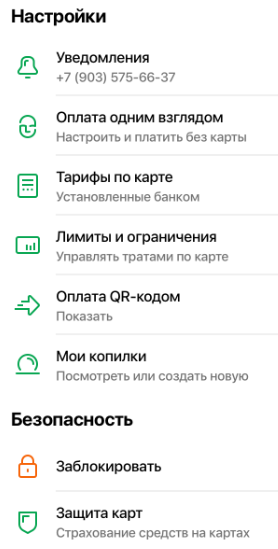 Настройки
Уведомления
+7 (903) 575-66-37
Оплата одним взглядом
Настроить и платить без карты
Тарифы по карте
Установленные банком
Лимиты и ограничения
Управлять тратами по карте
Оплата QR-кодом
Показать
Мои копилки
Посмотреть или создать новую
Безопасность
Заблокировать
Защита карт
Страхование средств на картах